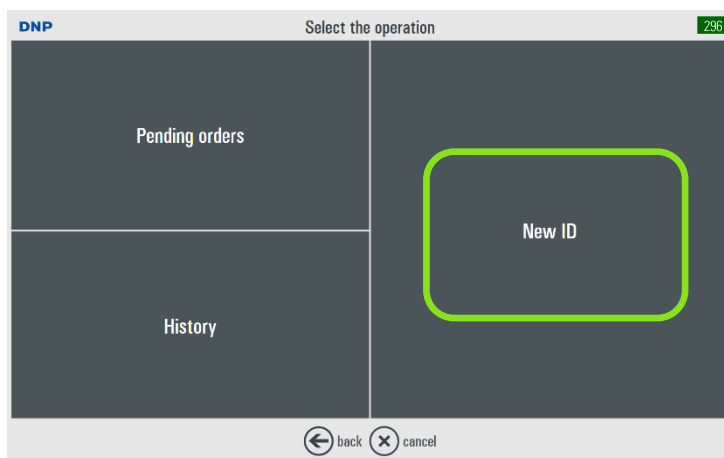 DNP
Select the operation
296
Pending orders
New ID
History
back
cancel